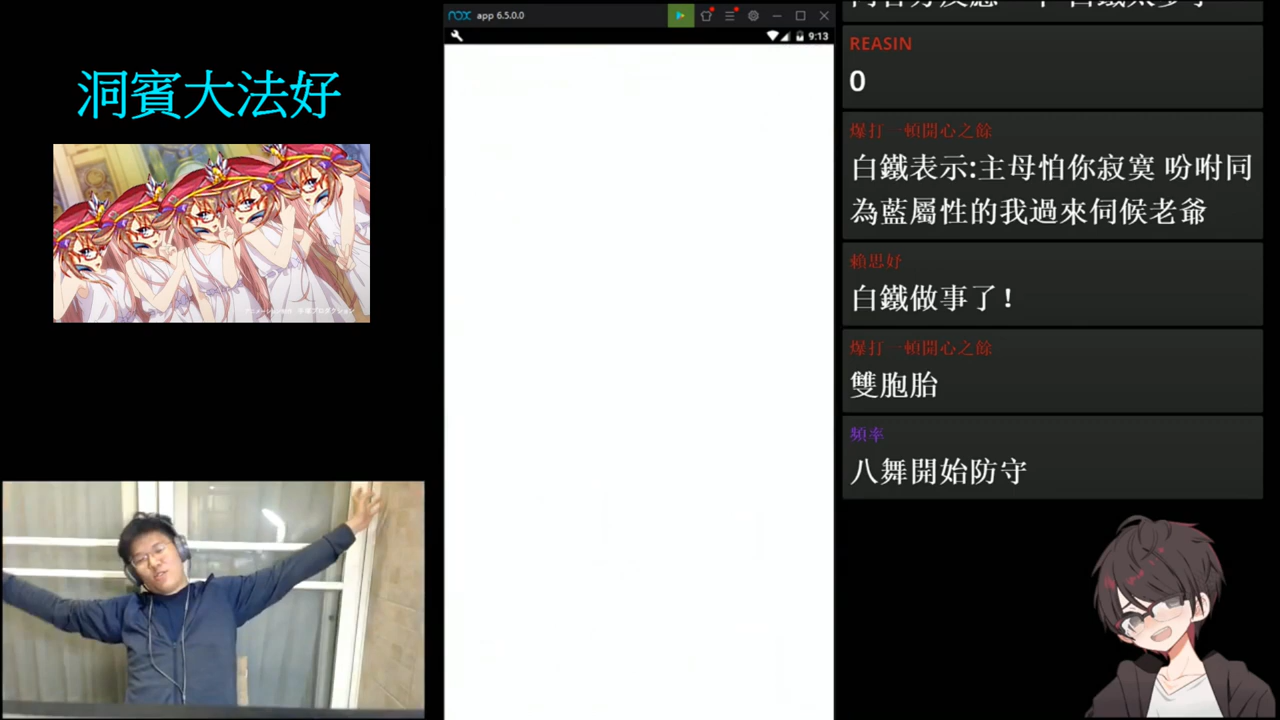 洞賓大法好
nox app 6.5.0.0
9:13
REASIN
0
爆打一頓開心之餘
白鐵表示:主母怕你寂寞 吩咐同
為藍屬性的我過來伺候老爺
賴思妤
白鐵做事了!
爆打一頓開心之餘
雙胞胎
頻率
八舞開始防守